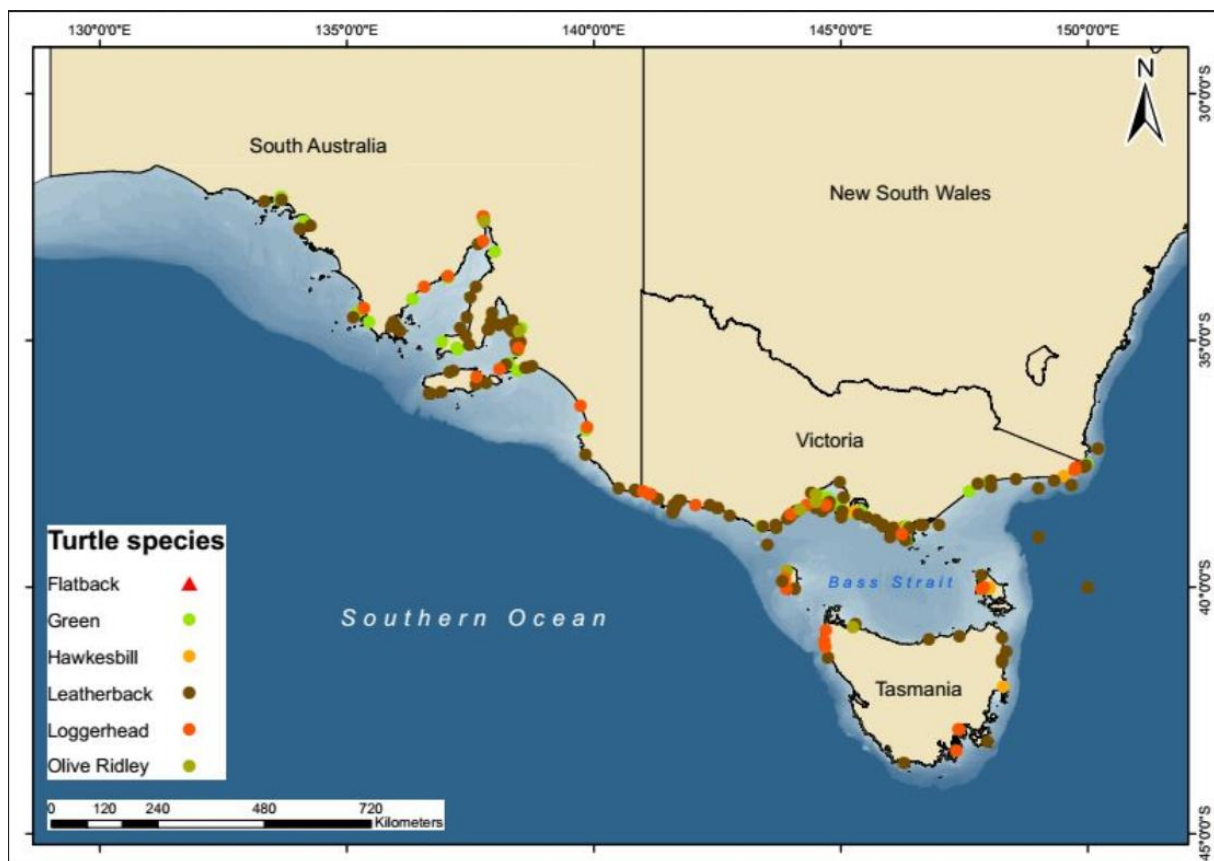 130°0'0"E 135°0'0"E 140°0'0"E 145°0'0"E 150°0'0"E
N
30°0'0"S
South Australia
New South Wales
35°0'0"S
Victoria
Turtle species
Flatback
Green
Hawkesbill
Leatherback
Loggerhead
Olive Ridley
Bass Strait
40°0'0"S
Southern Ocean
Tasmania
0 120 240 480 720
Kilometers
45°0'0"S